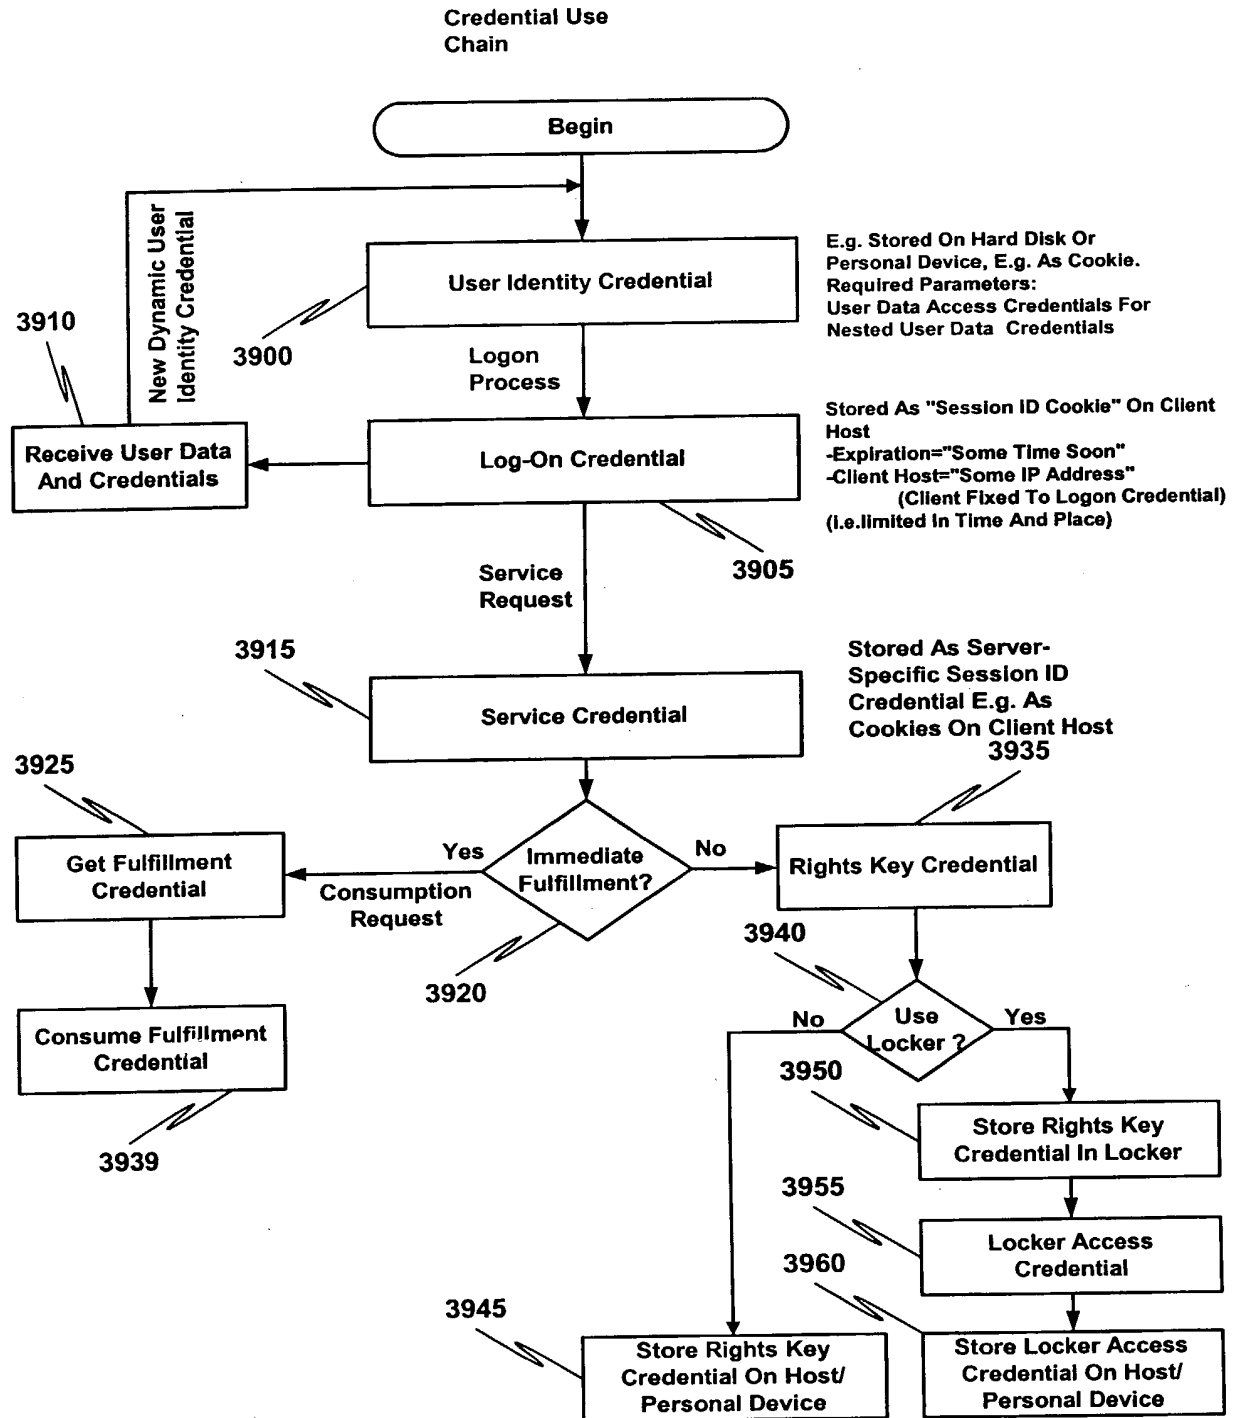 Credential Use
Chain
Begin
New Dynamic User
Identity Credential
User Identity Credential
E.g. Stored On Hard Disk Or
Personal Device, E.g. As Cookie.
Required Parameters:
User Data Access Credentials For
Nested User Data Credentials
3910
3900
Logon
Process
Receive User Data
And Credentials
Log-On Credential
Stored As "Session ID Cookie" On Client
Host
-Expiration="Some Time Soon"
-Client Host="Some IP Address"
(Client Fixed To Logon Credential)
(i.e.limited In Time And Place)
3905
Service
Request
3915
Service Credential
Stored As Server-
Specific Session ID
Credential E.g. As
Cookies On Client Host
3935
3925
Get Fulfillment
Credential
Yes
Consumption
Request
Immediate
Fulfillment?
No
Rights Key Credential
3920
3940
Consume Fulfillment
Credential
3939
No
Use
Locker ?
Yes
3950
Store Rights Key
Credential In Locker
3955
Locker Access
Credential
3960
3945
Store Rights Key
Credential On Host/
Personal Device
Store Locker Access
Credential On Host/
Personal Device